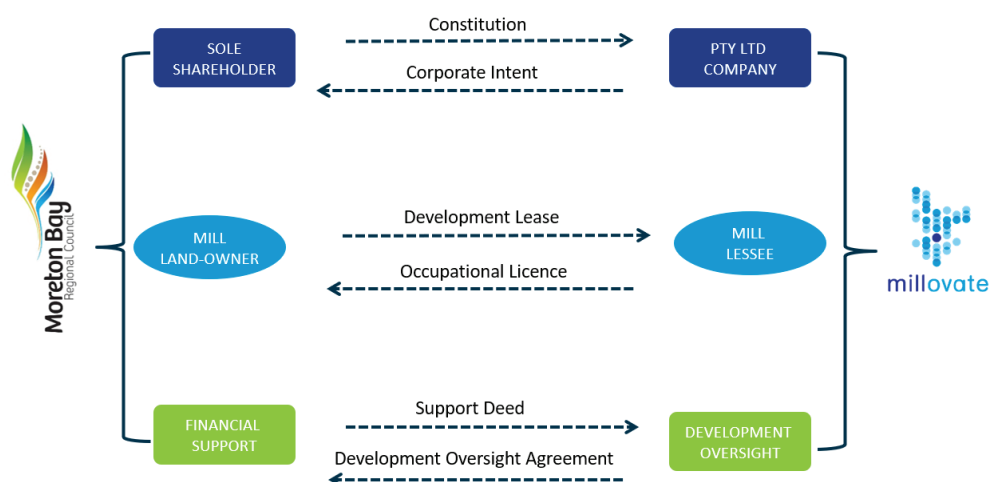 Constitution
SOLE
SHAREHOLDER
PTY LTD
COMPANY
Corporate Intent
Moreton Bay
Regional Council
Development Lease
MILL
LAND-OWNER
MILL
LESSEE
Occupational Licence
millovate
Support Deed
FINANCIAL
SUPPORT
DEVELOPMENT
OVERSIGHT
Development Oversight Agreement